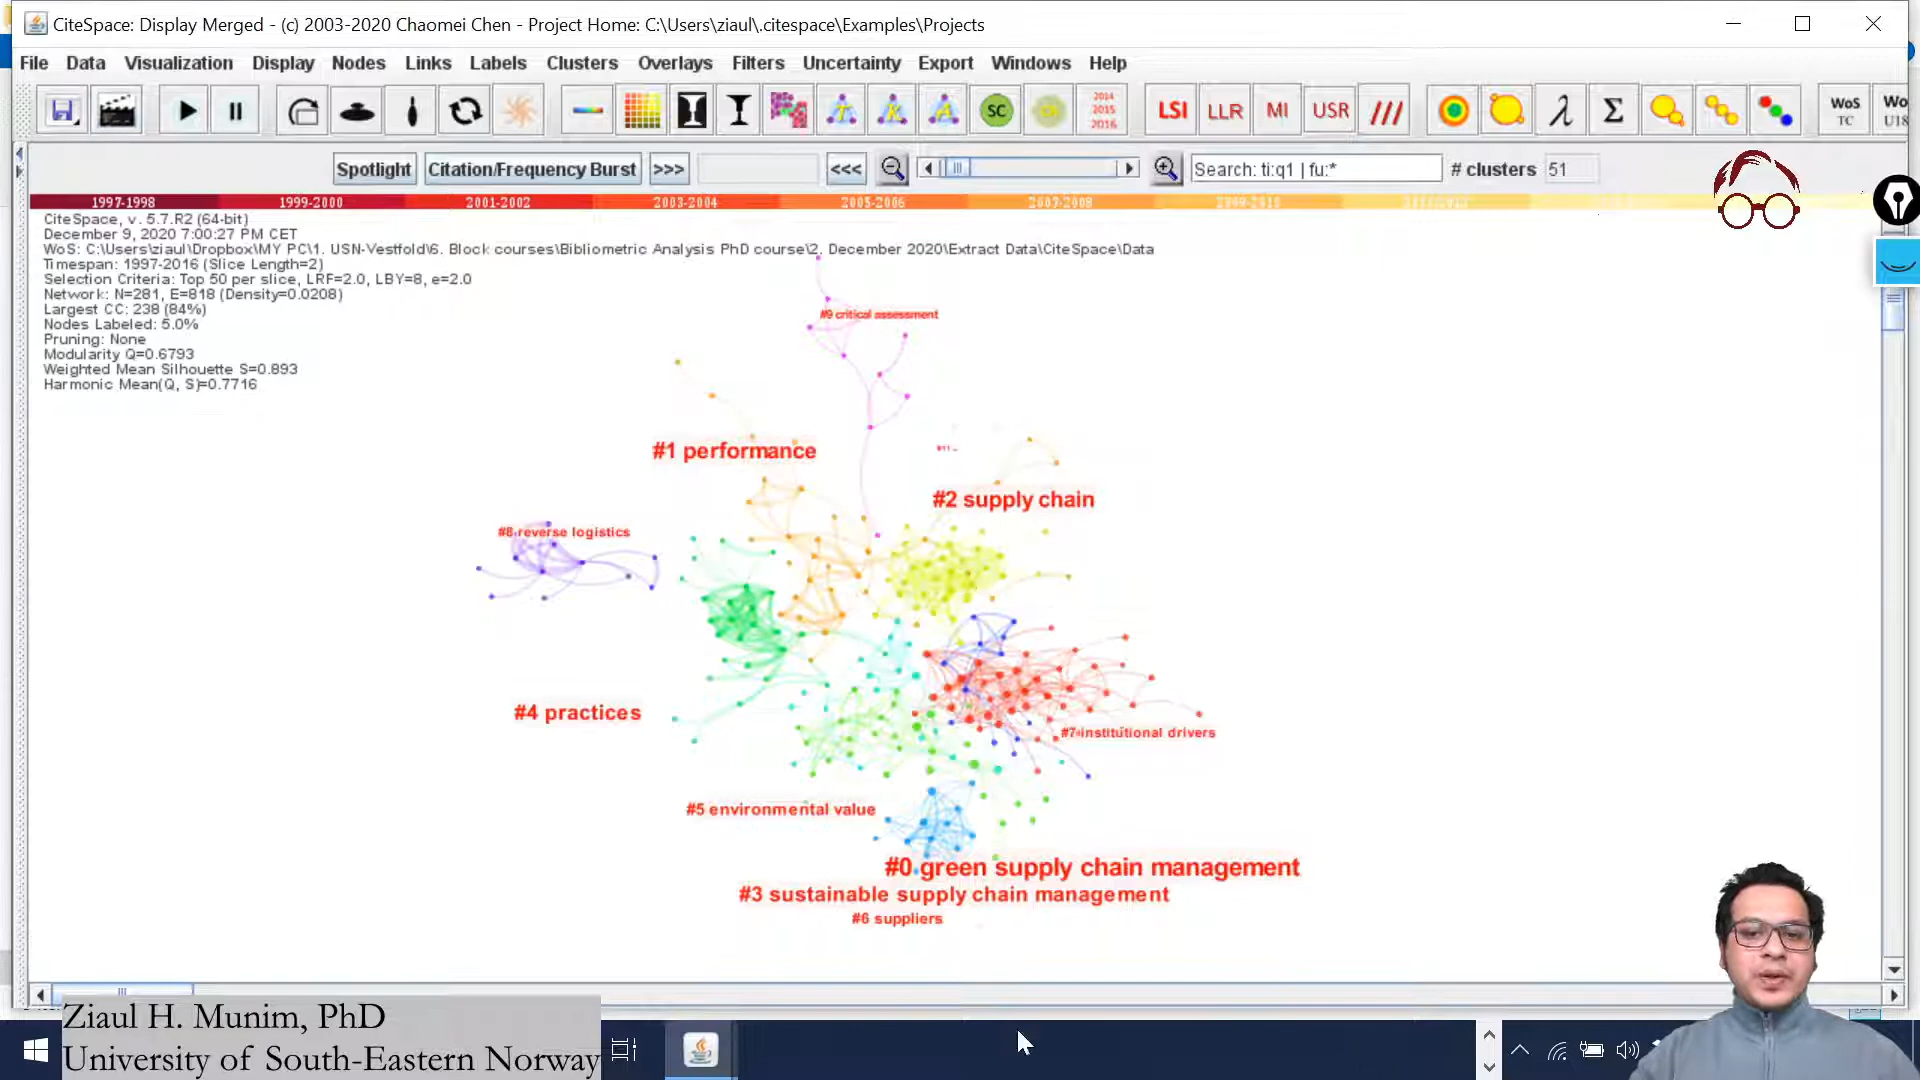 CiteSpace: Display Merged - (c) 2003-2020 Chaomei Chen - Project Home: C:\Users\ziaul\.citespace\Examples\Projects
File Data Visualization Display Nodes Links Labels Clusters Overlays Filters Uncertainty Export Windows Help
T K A SC 2014 2015 2016 LSI LLR MI USR λ Σ WoS TC
Spotlight Citation/Frequency Burst >>> <<< Search: ti:q1 | fu:* # clusters 51
1997-1998 1999-2000 2001-2002 2003-2004 2005-2006 2007-2008
CiteSpace, v. 5.7.R2 (64-bit)
December 9, 2020 7:00:27 PM CET
WoS: C:\Users\ziaul\Dropbox\MY PC\1. USN-Vestfold\6. Block courses\Bibliometric Analysis PhD course\2. December 2020\Extract Data\CiteSpace\Data
Timespan: 1997-2016 (Slice Length=2)
Selection Criteria: Top 50 per slice, LRF=2.0, LBY=8, e=2.0
Network: N=281, E=818 (Density=0.0208)
Largest CC: 238 (84%)
Nodes Labeled: 5.0%
Pruning: None
Modularity Q=0.6793
Weighted Mean Silhouette S=0.893
Harmonic Mean(Q, S)=0.7716
#9 critical assessment
#1 performance
#2 supply chain
#8 reverse logistics
#4 practices
#7 institutional drivers
#5 environmental value
#0 green supply chain management
#3 sustainable supply chain management
#6 suppliers
Ziaul H. Munim, PhD
University of South-Eastern Norway